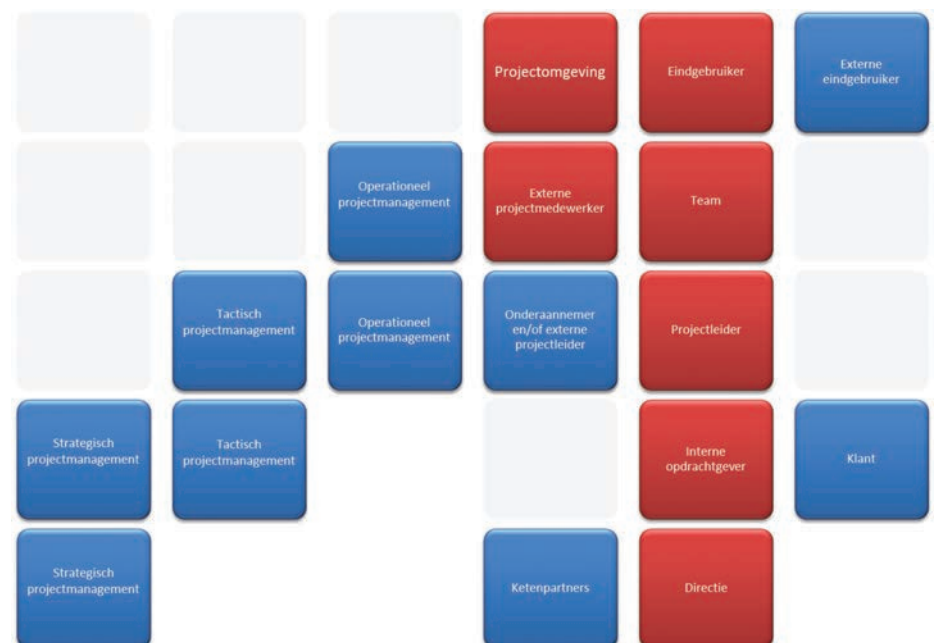 Projectomgeving
Eindgebruiker
Externe
eindgebruiker
Operationeel
projectmanagement
Externe
projectmedewerker
Team
Tactisch
projectmanagement
Operationeel
projectmanagement
Onderaannemer
en/of externe
projectleider
Projectleider
Strategisch
projectmanagement
Tactisch
projectmanagement
Interne
opdrachtgever
Klant
Strategisch
projectmanagement
Ketenpartners
Directie